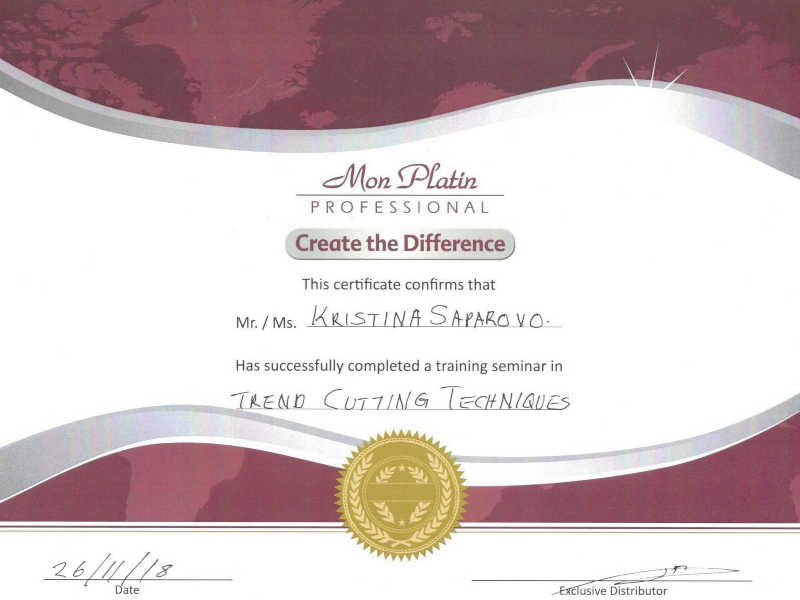 Mon Platin
PROFESSIONAL
Create the Difference
This certificate confirms that
Mr. / Ms. KRISTINA SAPAROVO.
Has successfully completed a training seminar in
TREND CUTTING TECHNIQUES
26/11/18
Date
Exclusive Distributor